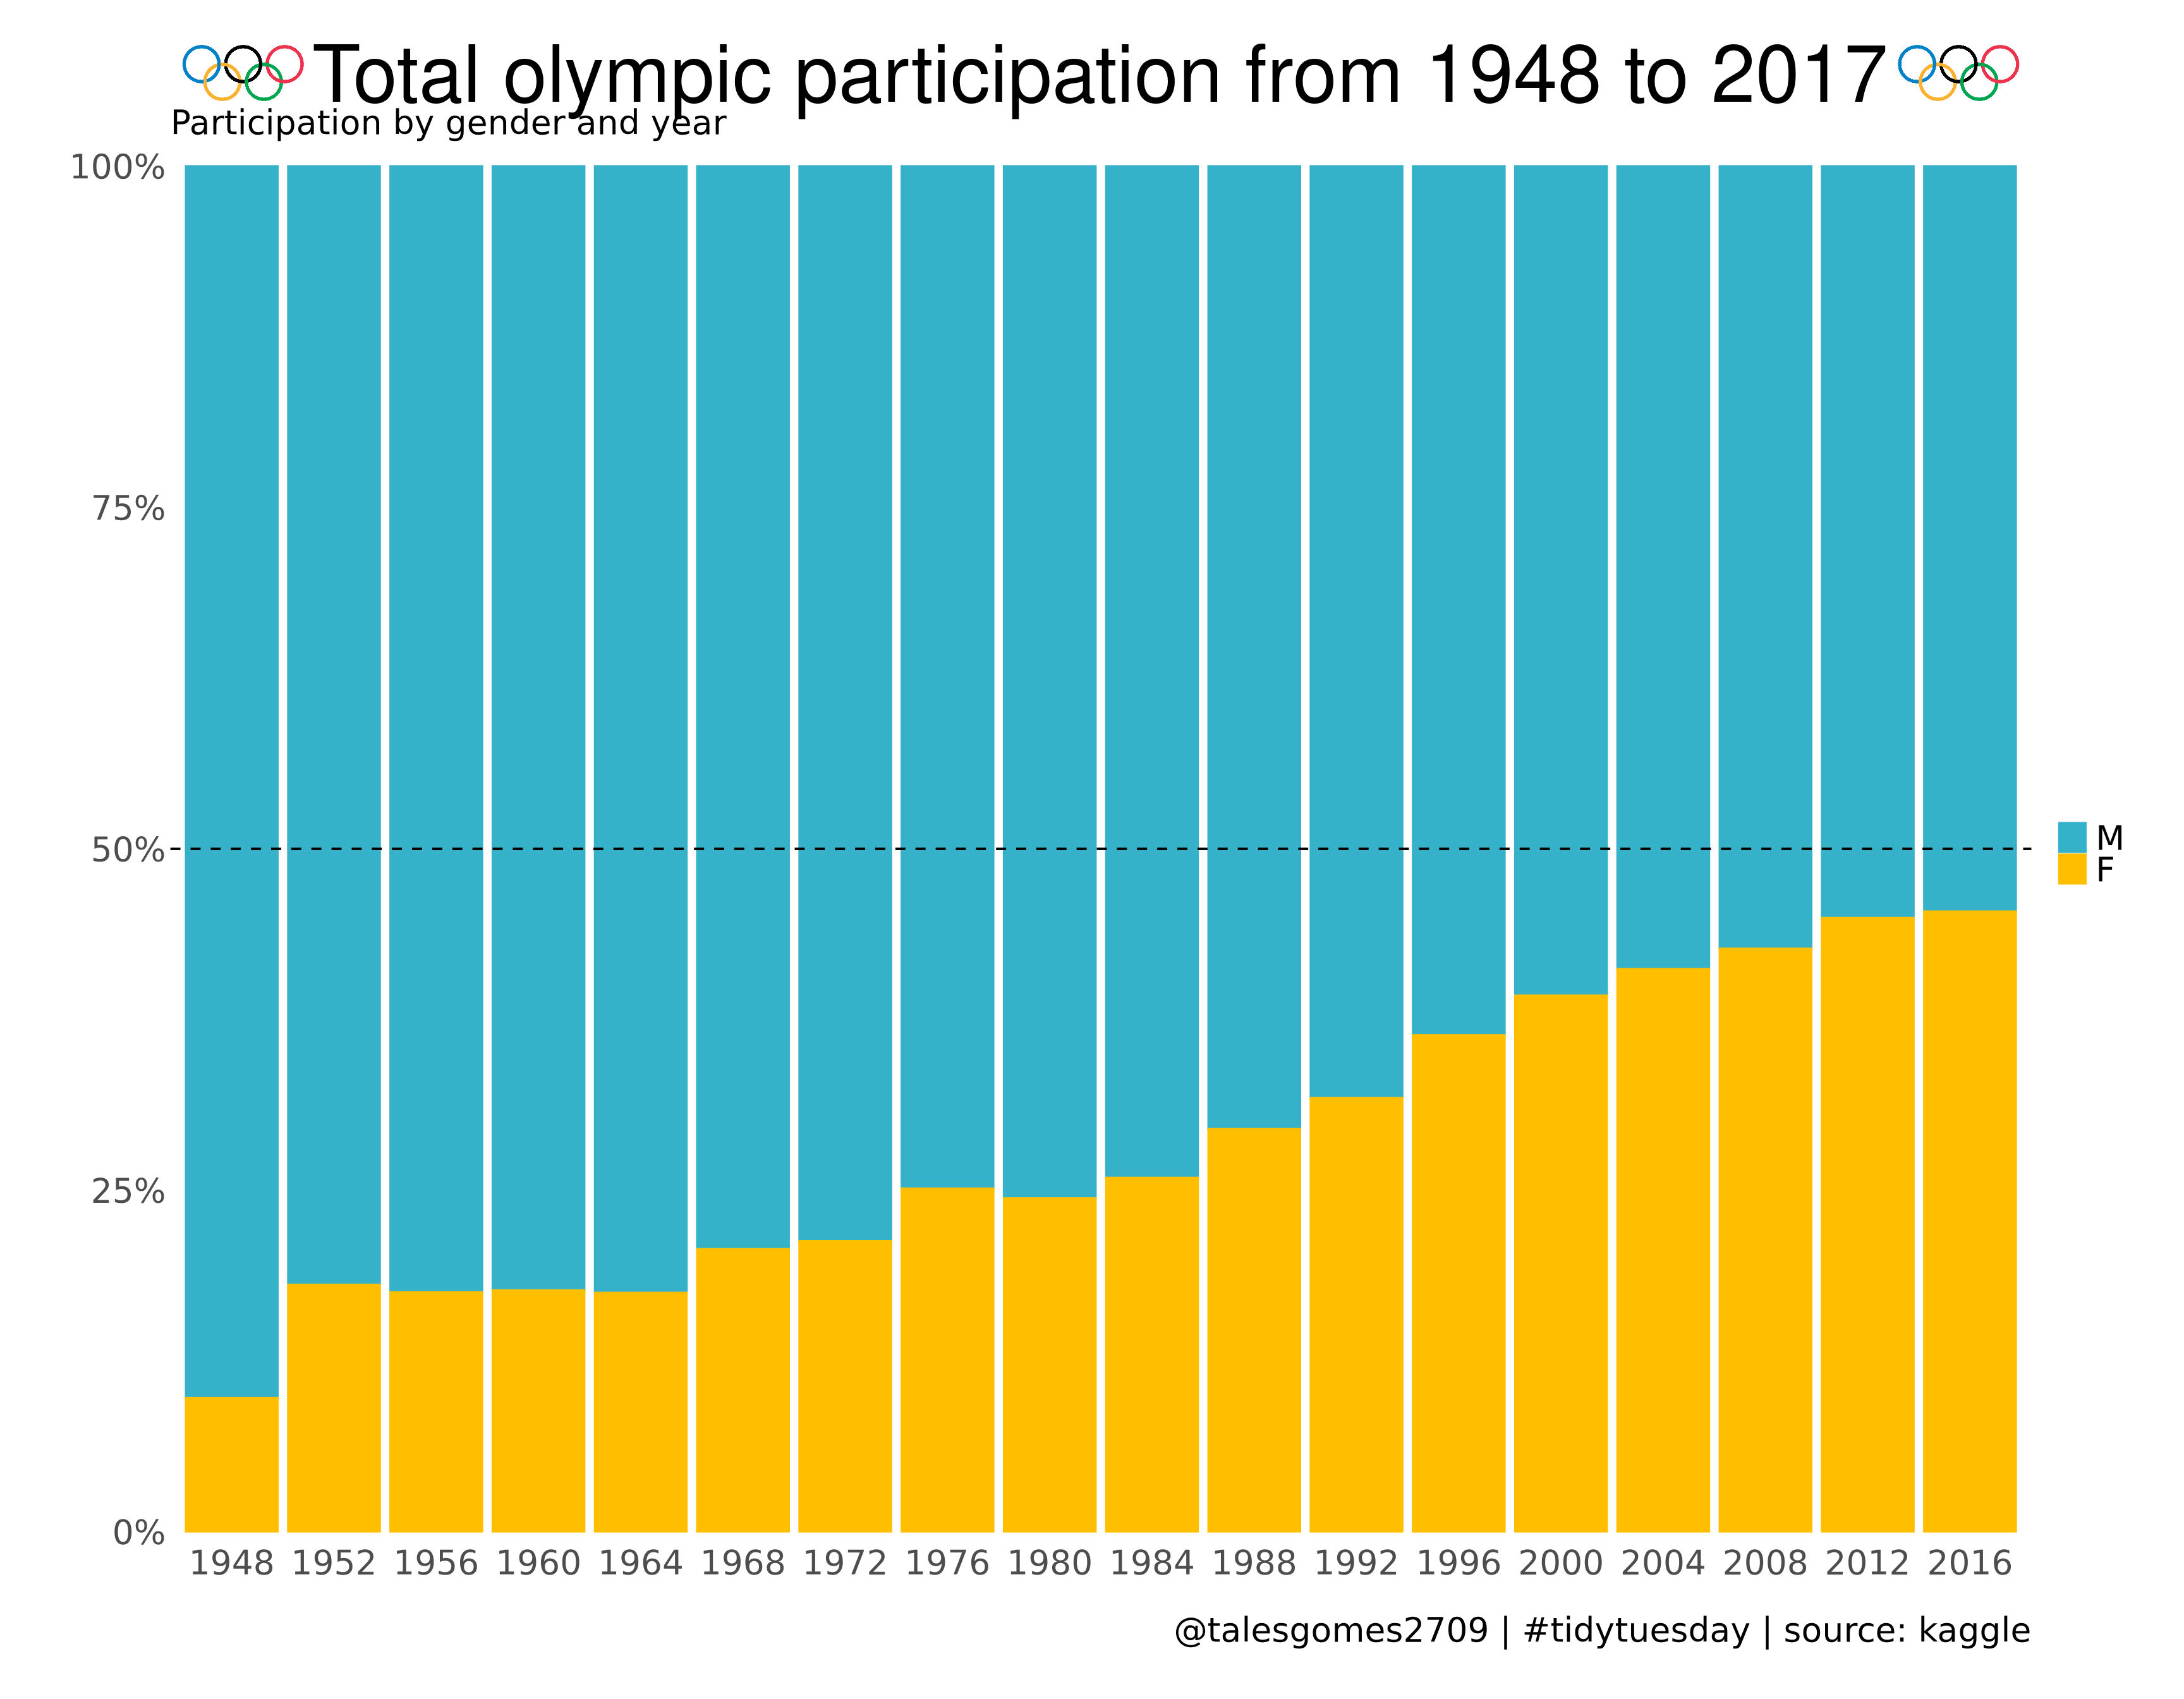 Total olympic participation from 1948 to 2017
Participation by gender and year
100%
75%
50%
25%
0%
M
F
1948 1952 1956 1960 1964 1968 1972 1976 1980 1984 1988 1992 1996 2000 2004 2008 2012 2016
@talesgomes2709 | #tidytuesday | source: kaggle